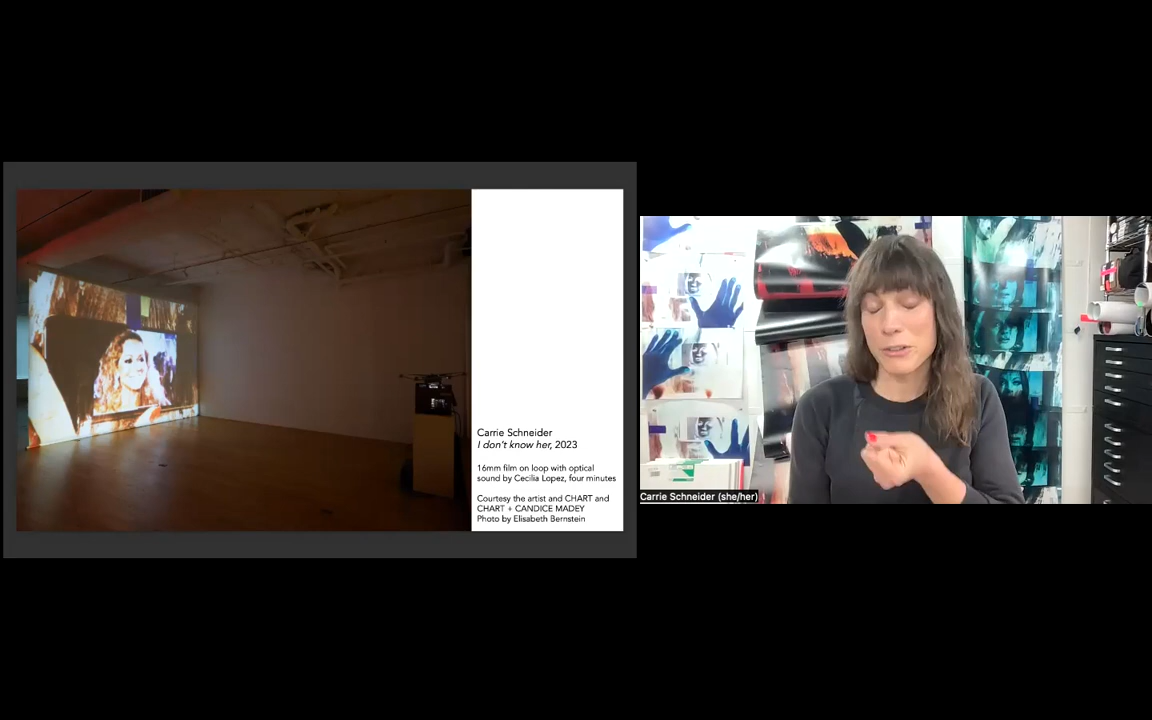 Carrie Schneider
I don't know her, 2023
16mm film on loop with optical
sound by Cecilia Lopez, four minutes
Courtesy the artist and CHART and
CHART + CANDICE MADEY
Photo by Elisabeth Bernstein
Carrie Schneider (she/her)